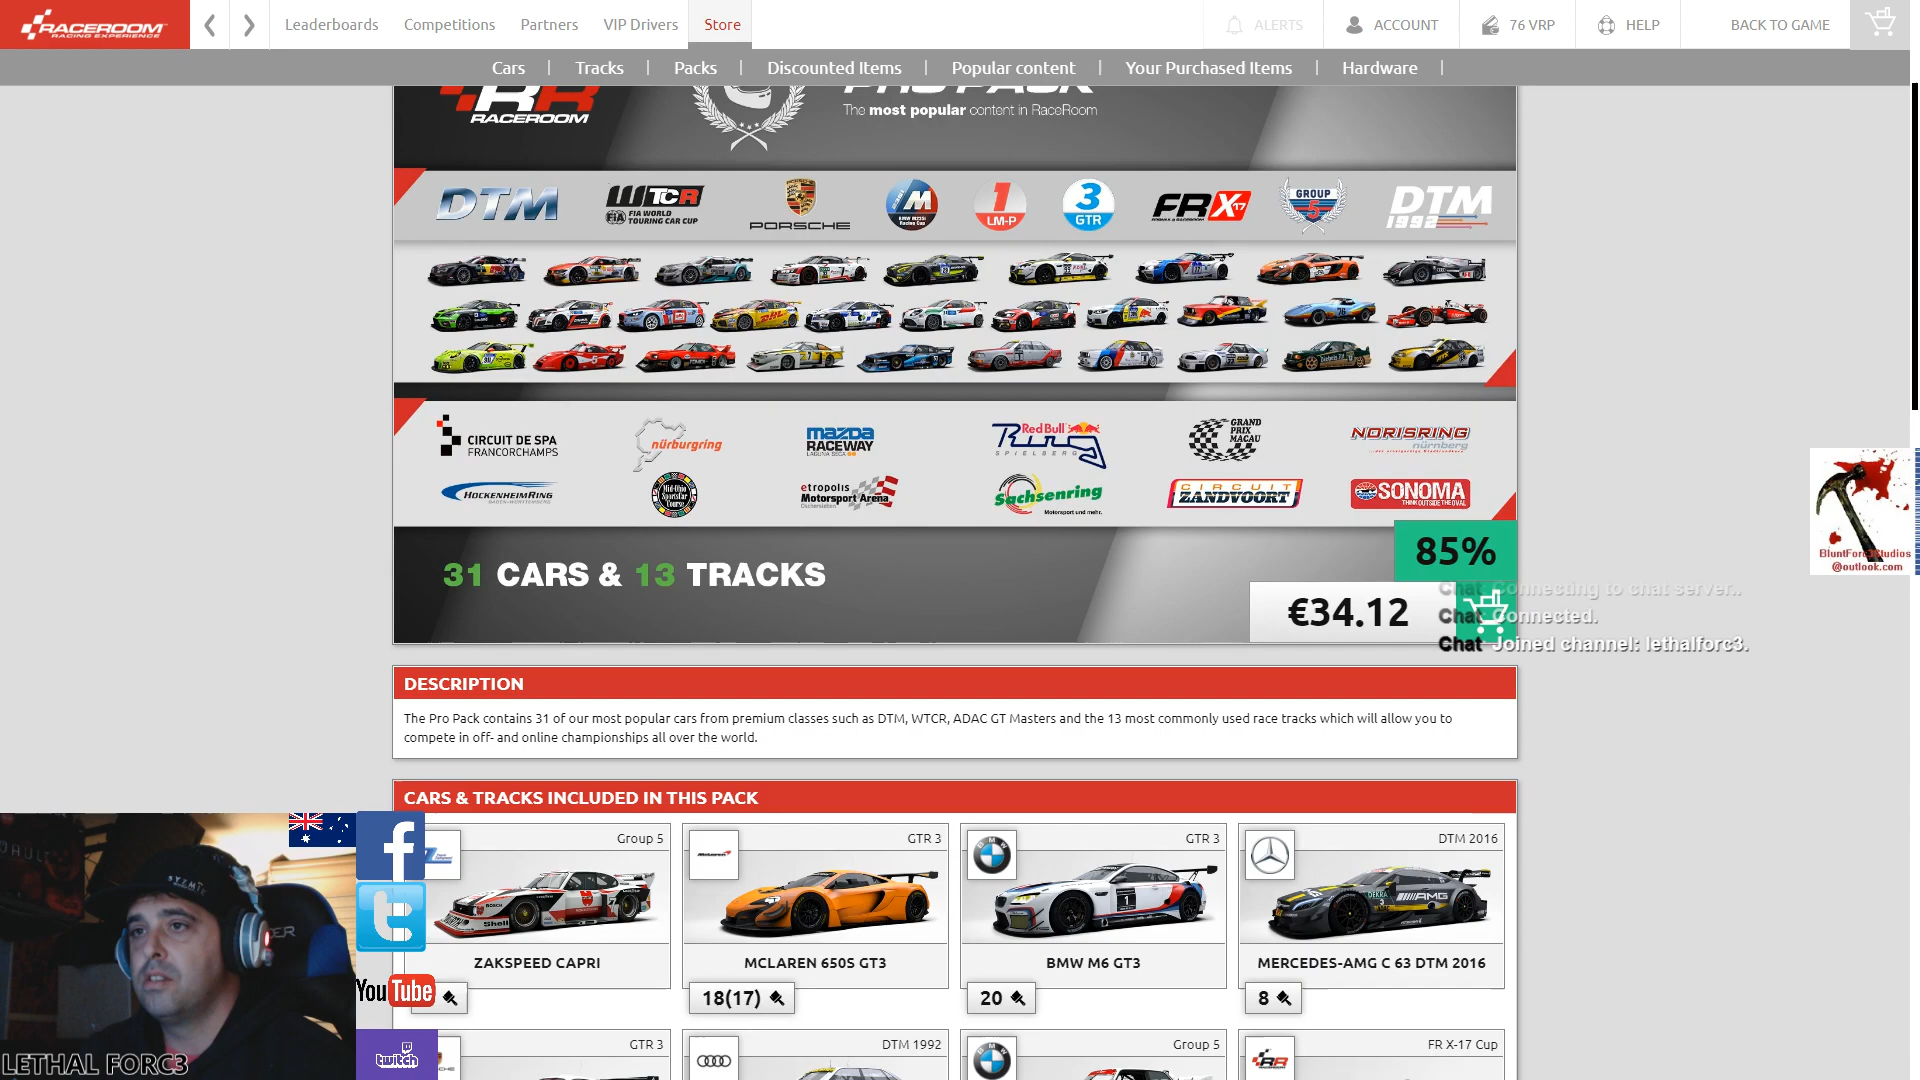 RACEROOM
RACING EXPERIENCE
Leaderboards
Competitions
Partners
VIP Drivers
Store
ALERTS
ACCOUNT
76 VRP
HELP
BACK TO GAME
Cars
Tracks
Packs
Discounted Items
Popular content
Your Purchased Items
Hardware
RR
RACEROOM
PRO PACK
The most popular content in RaceRoom
DTM
WTCR
FIA WORLD
TOURING CAR CUP
PORSCHE
M
1
LM-P
3
GTR
FRX17
GROUP
5
DTM
1992
CIRCUIT DE SPA
FRANCORCHAMPS
nürburgring
MAZDA
RACEWAY
LAGUNA SECA
Red Bull
Ring
SPIELBERG
GRAND
PRIX
MACAU
NORISRING
nürnberg
HOCKENHEIMRING
BADEN-WÜRTTEMBERG
Mid-Ohio
Sportscar
Course
etropolis
Motorsport Arena
Oschersleben
Sachsenring
Motorsport und mehr.
CIRCUIT
ZANDVOORT
SONOMA
THINK OUTSIDE THE OVAL
31 CARS & 13 TRACKS
85%
€34.12
Chat Connecting to chat server..
Chat Connected.
Chat Joined channel: lethalforc3.
BluntForc3Studios
@outlook.com
DESCRIPTION
The Pro Pack contains 31 of our most popular cars from premium classes such as DTM, WTCR, ADAC GT Masters and the 13 most commonly used race tracks which will allow you to
compete in off- and online championships all over the world.
CARS & TRACKS INCLUDED IN THIS PACK
Group 5
ZAKSPEED CAPRI
GTR 3
MCLAREN 650S GT3
18(17)
GTR 3
BMW M6 GT3
20
DTM 2016
MERCEDES-AMG C 63 DTM 2016
8
GTR 3
DTM 1992
Group 5
FR X-17 Cup
YouTube
twitch
LETHAL FORC3